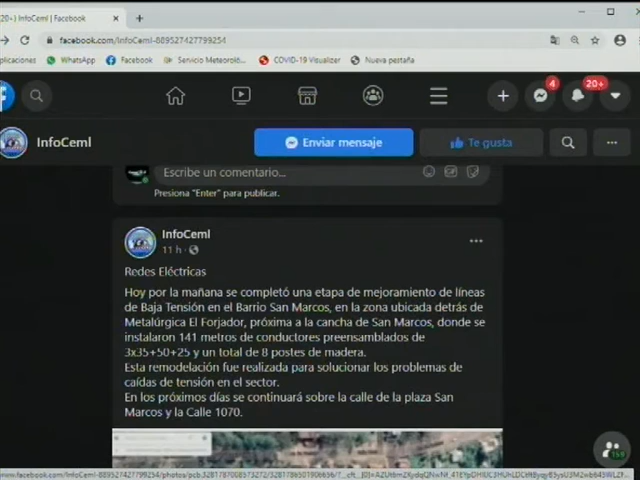 20+) InfoCeml | Facebook
facebook.com/InfoCeml-889527427799254
plicaciones WhatsApp Facebook Servicio Meteoroló... COVID-19 Visualizer Nueva pestaña
4 20+
InfoCeml Enviar mensaje Te gusta
Escribe un comentario...
GIF
Presiona "Enter" para publicar.
InfoCeml
11 h
Redes Eléctricas
Hoy por la mañana se completó una etapa de mejoramiento de líneas
de Baja Tensión en el Barrio San Marcos, en la zona ubicada detrás de
Metalúrgica El Forjador, próxima a la cancha de San Marcos, donde se
instalaron 141 metros de conductores preensamblados de
3x35+50+25 y un total de 8 postes de madera.
Esta remodelación fue realizada para solucionar los problemas de
caídas de tensión en el sector.
En los próximos días se continuará sobre la calle de la plaza San
Marcos y la Calle 1070.
159